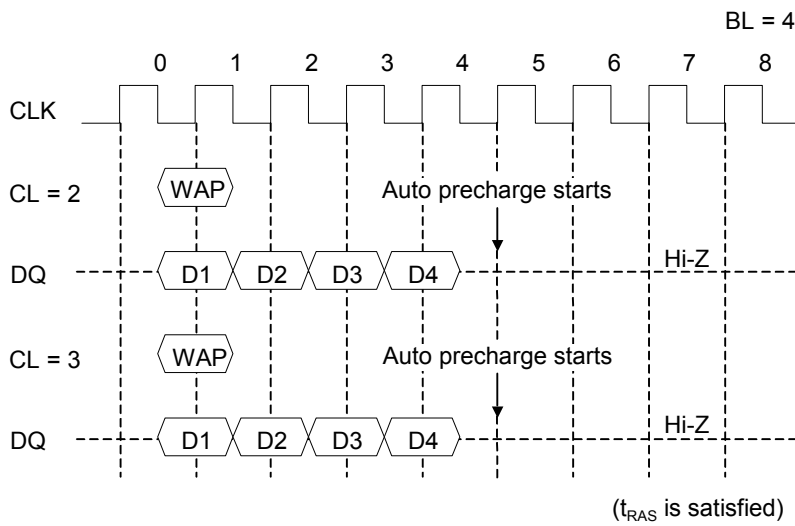 BL = 4
0 1 2 3 4 5 6 7 8
CLK
CL = 2 WAP Auto precharge starts
DQ D1 D2 D3 D4 Hi-Z
CL = 3 WAP Auto precharge starts
DQ D1 D2 D3 D4 Hi-Z
(tRAS is satisfied)